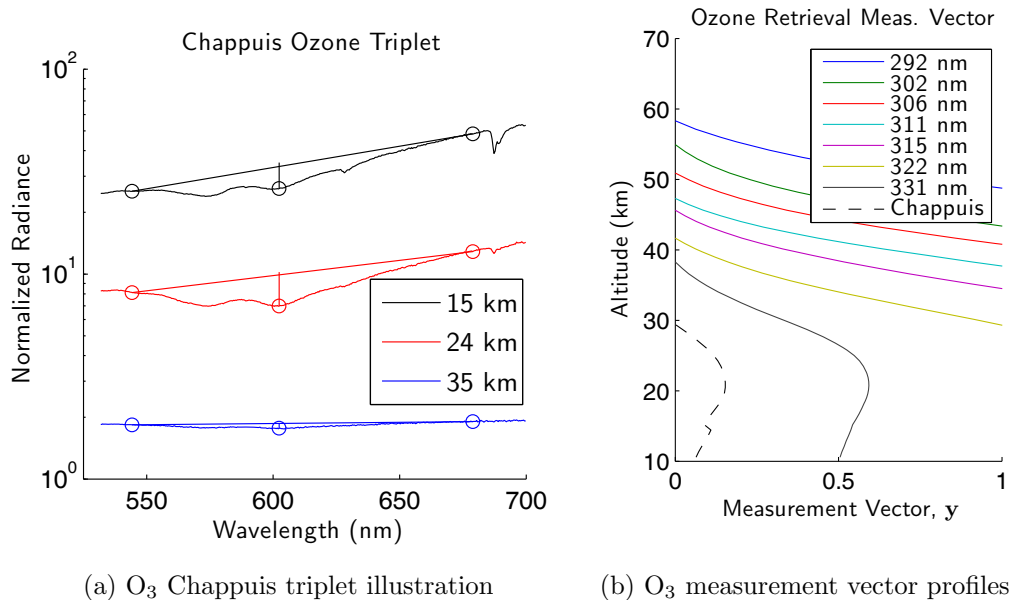 Chappuis Ozone Triplet
10^2
10^1
10^0
Normalized Radiance
15 km
24 km
35 km
550
600
650
700
Wavelength (nm)
(a) O_3 Chappuis triplet illustration
Ozone Retrieval Meas. Vector
70
60
50
40
30
20
10
Altitude (km)
292 nm
302 nm
306 nm
311 nm
315 nm
322 nm
331 nm
Chappuis
0
0.5
1
Measurement Vector, y
(b) O_3 measurement vector profiles